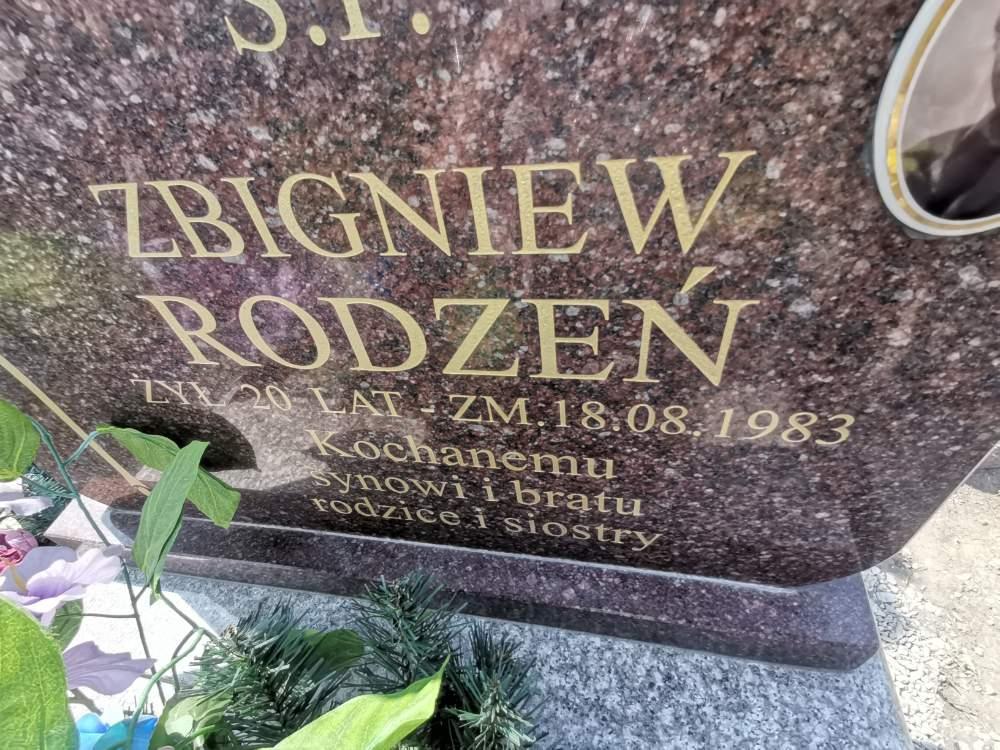 Ś.P.
ZBIGNIEW
RODZEŃ
ŻYŁ 20 LAT - ZM.18.08.1983
Kochanemu
synowi i bratu
rodzice i siostry